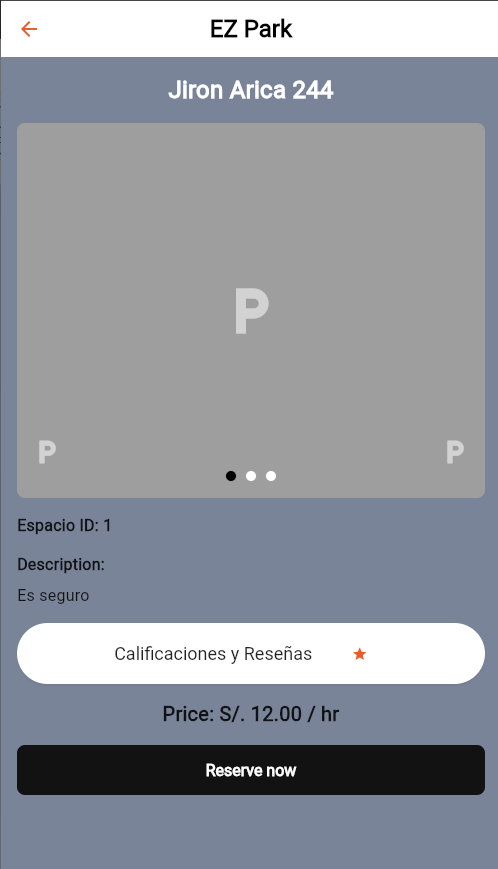 EZ Park
Jiron Arica 244
P
P
P
Espacio ID: 1
Description:
Es seguro
Calificaciones y Reseñas
Price: S/. 12.00 / hr
Reserve now